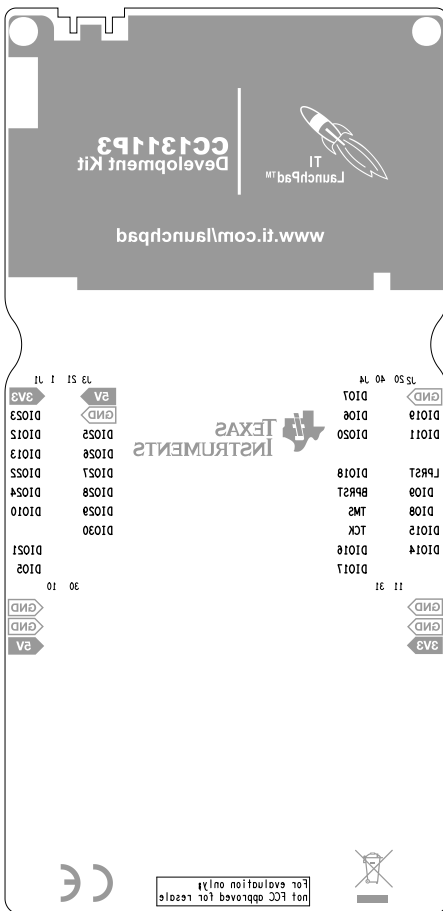 CC1311P3
Development Kit
TI
LaunchPad™
www.ti.com/launchpad
J1 1 21 J3
J4 40 20 J2
3V3
DIO23
DIO12
DIO13
DIO22
DIO24
DIO10
DIO21
DIO5
10 30
GND
GND
5V
5V
GND
DIO25
DIO26
DIO27
DIO28
DIO29
DIO30
TEXAS
INSTRUMENTS
DIO7
DIO6
DIO20
DIO18
BPRST
TMS
TCK
DIO16
DIO17
31 11
GND
DIO19
DIO11
LPRST
DIO9
DIO8
DIO15
DIO14
GND
GND
3V3
CE
For evaluation only;
not FCC approved for resale